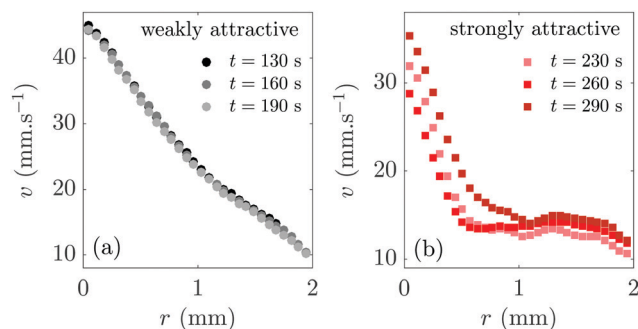 weakly attractive
t = 130 s
t = 160 s
t = 190 s
40
30
20
10
v (mm.s⁻¹)
(a)
0
1
2
r (mm)
strongly attractive
t = 230 s
t = 260 s
t = 290 s
30
20
10
v (mm.s⁻¹)
(b)
0
1
2
r (mm)